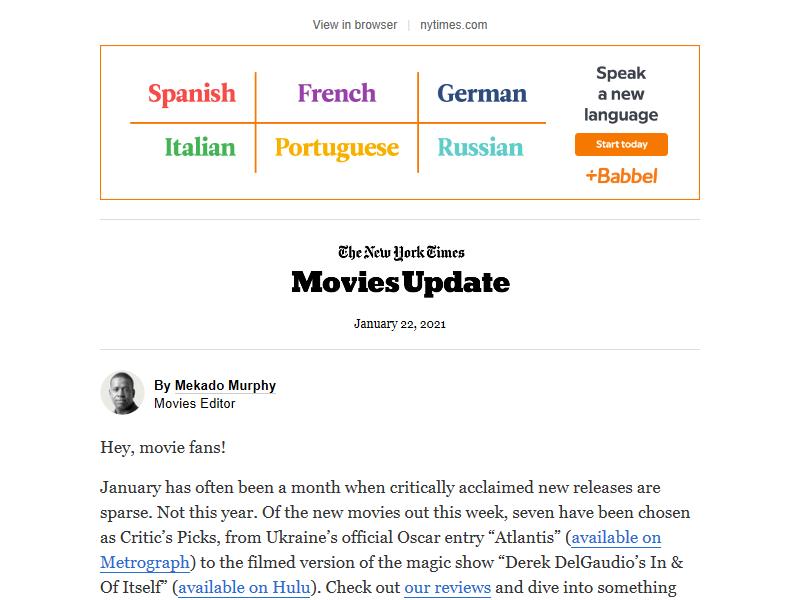 View in browser | nytimes.com
Spanish French German
Italian Portuguese Russian
Speak
a new
language
Start today
+Babbel
The New York Times
Movies Update
January 22, 2021
By Mekado Murphy
Movies Editor
Hey, movie fans!
January has often been a month when critically acclaimed new releases are
sparse. Not this year. Of the new movies out this week, seven have been chosen
as Critic’s Picks, from Ukraine’s official Oscar entry “Atlantis” (available on
Metrograph) to the filmed version of the magic show “Derek DelGaudio’s In &
Of Itself” (available on Hulu). Check out our reviews and dive into something